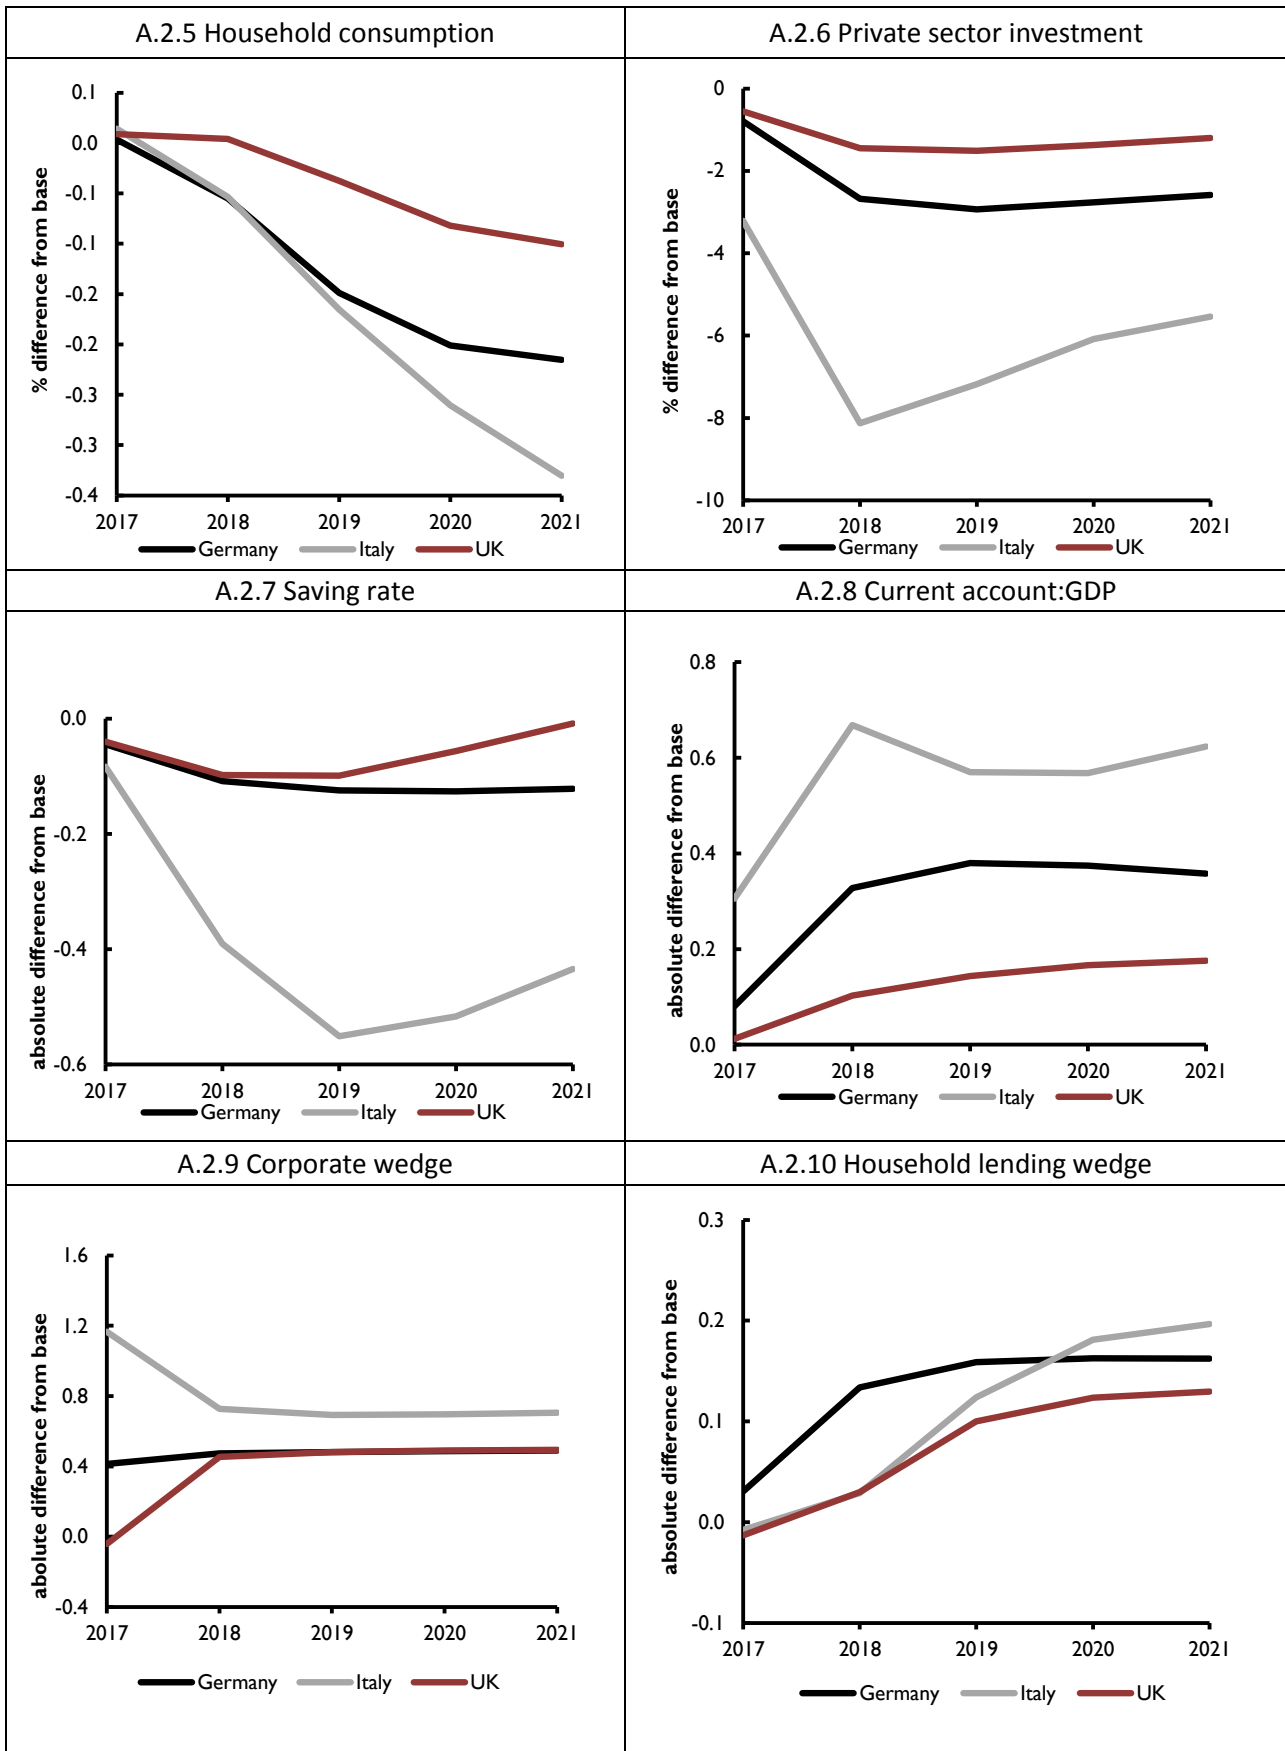 A.2.5 Household consumption
A.2.6 Private sector investment
% difference from base
0.1
0.0
-0.1
-0.1
-0.2
-0.2
-0.3
-0.3
-0.4
2017 2018 2019 2020 2021
Germany Italy UK
% difference from base
0
-2
-4
-6
-8
-10
2017 2018 2019 2020 2021
Germany Italy UK
A.2.7 Saving rate
A.2.8 Current account:GDP
absolute difference from base
0.0
-0.2
-0.4
-0.6
2017 2018 2019 2020 2021
Germany Italy UK
absolute difference from base
0.8
0.6
0.4
0.2
0.0
2017 2018 2019 2020 2021
Germany Italy UK
A.2.9 Corporate wedge
A.2.10 Household lending wedge
abolute difference from base
1.6
1.2
0.8
0.4
0.0
-0.4
2017 2018 2019 2020 2021
Germany Italy UK
absolute difference from base
0.3
0.2
0.1
0.0
-0.1
2017 2018 2019 2020 2021
Germany Italy UK